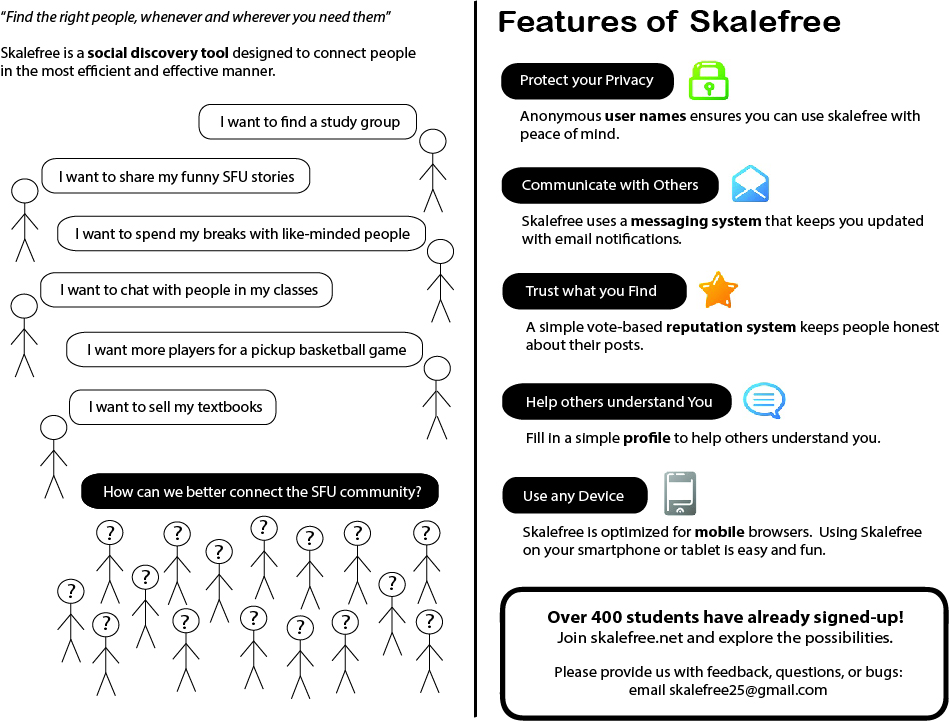 “Find the right people, whenever and wherever you need them”
Skalefree is a social discovery tool designed to connect people
in the most efficient and effective manner.
I want to find a study group
I want to share my funny SFU stories
I want to spend my breaks with like-minded people
I want to chat with people in my classes
I want more players for a pickup basketball game
I want to sell my textbooks
How can we better connect the SFU community?
? ? ? ? ? ? ?
? ? ?
? ? ? ? ? ?
Features of Skalefree
Protect your Privacy
Anonymous user names ensures you can use skalefree with
peace of mind.
Communicate with Others
Skalefree uses a messaging system that keeps you updated
with email notifications.
Trust what you Find
A simple vote-based reputation system keeps people honest
about their posts.
Help others understand You
Fill in a simple profile to help others understand you.
Use any Device
Skalefree is optimized for mobile browsers.  Using Skalefree
on your smartphone or tablet is easy and fun.
Over 400 students have already signed-up!
Join skalefree.net and explore the possibilities.
Please provide us with feedback, questions, or bugs:
email skalefree25@gmail.com